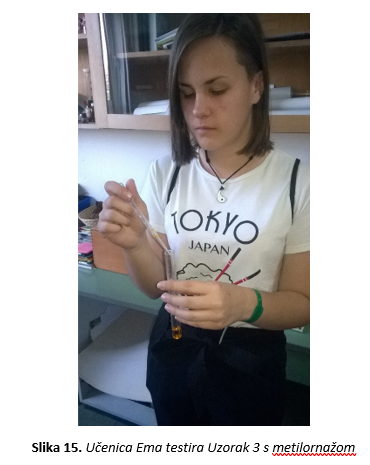 TOKYO
JAPAN
Slika 15. Učenica Ema testira Uzorak 3 s metilornažom